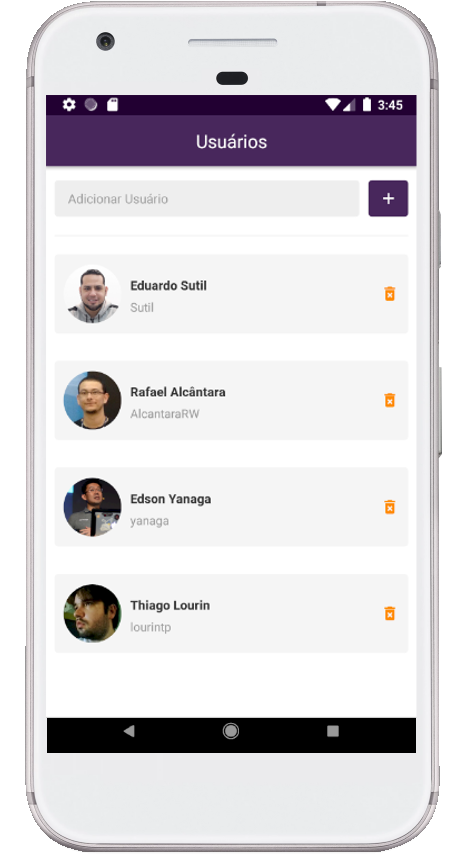 3:45
Usuários
Adicionar Usuário
+
Eduardo Sutil
Sutil
Rafael Alcântara
AlcantaraRW
Edson Yanaga
yanaga
Thiago Lourin
lourintp